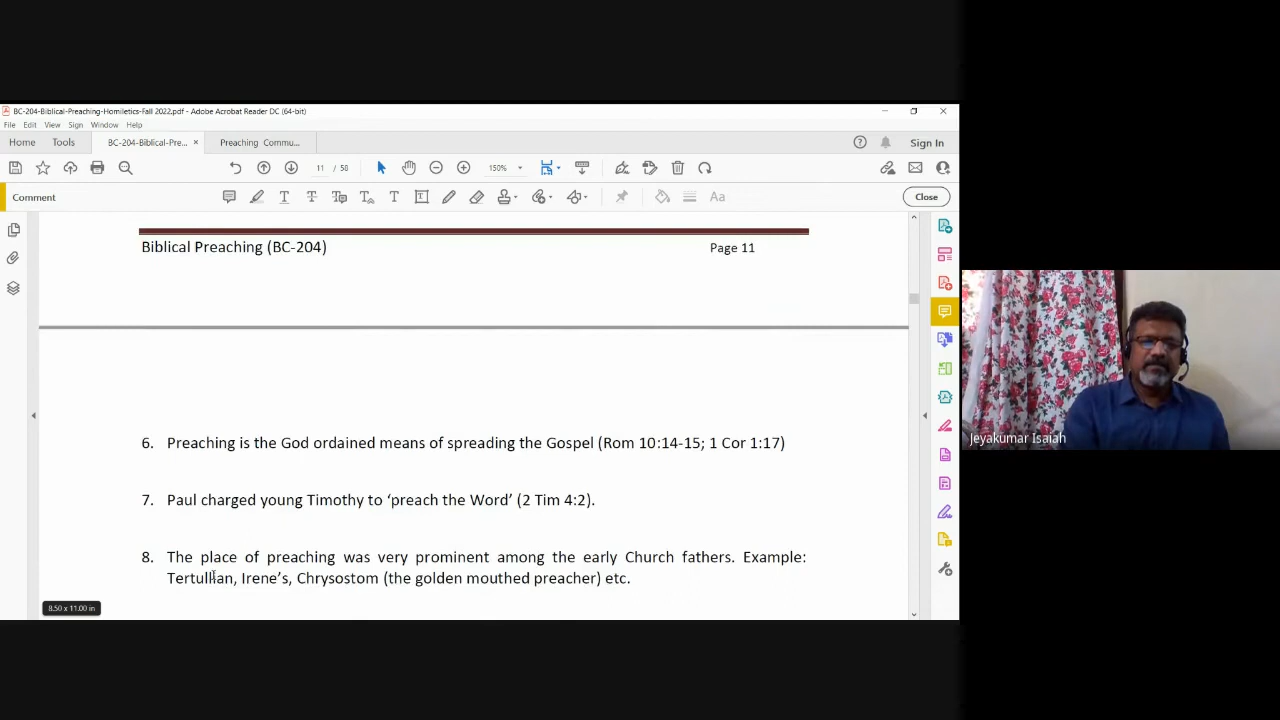 BC-204-Biblical-Preaching-Homiletics-Fall 2022.pdf - Adobe Acrobat Reader DC (64-bit)
File Edit View Sign Window Help
Home Tools BC-204-Biblical-Pre... × Preaching Commu... Sign In
11 / 58 150%
Comment Close
Biblical Preaching (BC-204) Page 11
6. Preaching is the God ordained means of spreading the Gospel (Rom 10:14-15; 1 Cor 1:17)
7. Paul charged young Timothy to ‘preach the Word’ (2 Tim 4:2).
8. The place of preaching was very prominent among the early Church fathers. Example:
Tertullian, Irene’s, Chrysostom (the golden mouthed preacher) etc.
8.50 x 11.00 in
Jeyakumar Isaiah